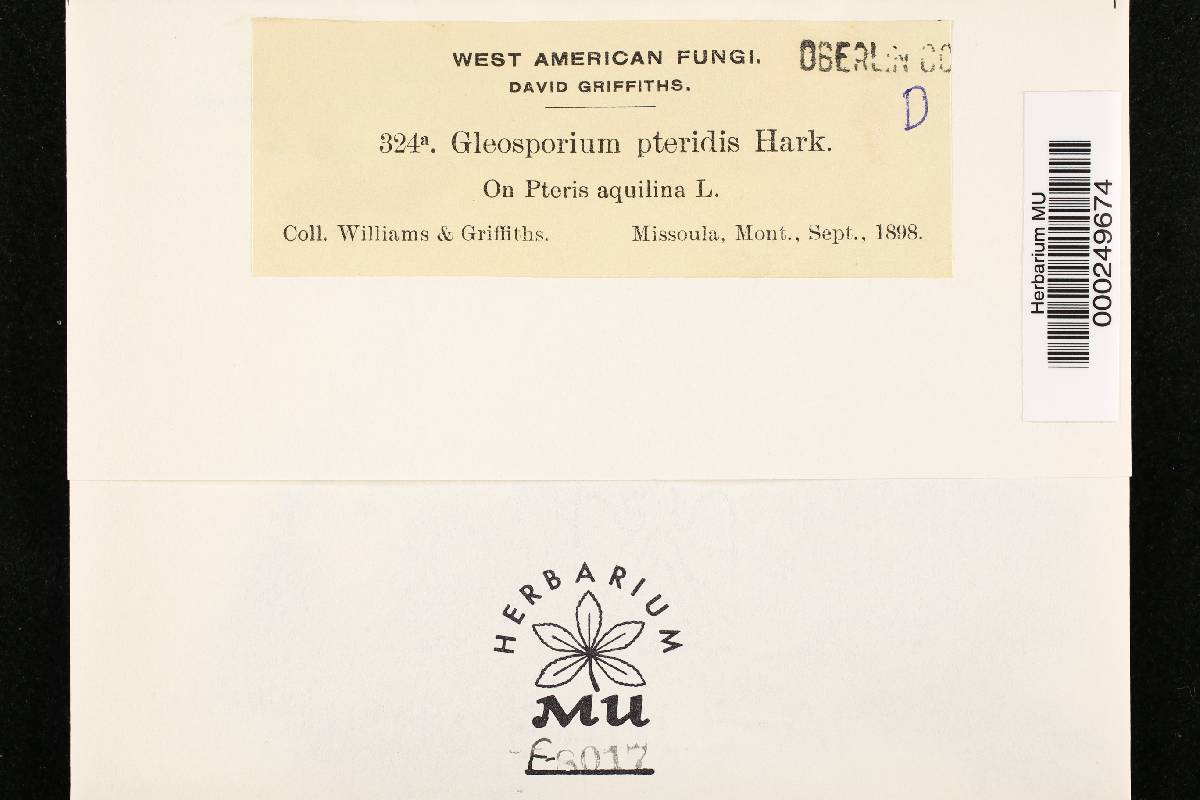 WEST AMERICAN FUNGI.
DAVID GRIFFITHS.
OBERLIN CO
D
324ª. Gleosporium pteridis Hark.
On Pteris aquilina L.
Coll. Williams & Griffiths. Missoula, Mont., Sept., 1898.
Herbarium MU
000249674
HERBARIUM
MU
F-3017